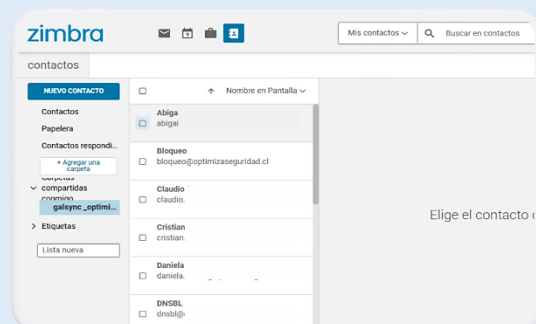 zimbra
Mis contactos
Buscar en contactos
contactos
NUEVO CONTACTO
Nombre en Pantalla
Contactos
Papelera
Contactos respondi...
+ Agregar una
carpeta
Carpetas
compartidas
conmigo
galsync _optimi...
Etiquetas
Lista nueva
Abiga
abigai
Bloqueo
bloqueo@optimizaseguridad.cl
Claudio
claudio.
Cristian
cristian.
Daniela
daniela.
DNSBL
dnsbl@
Elige el contacto